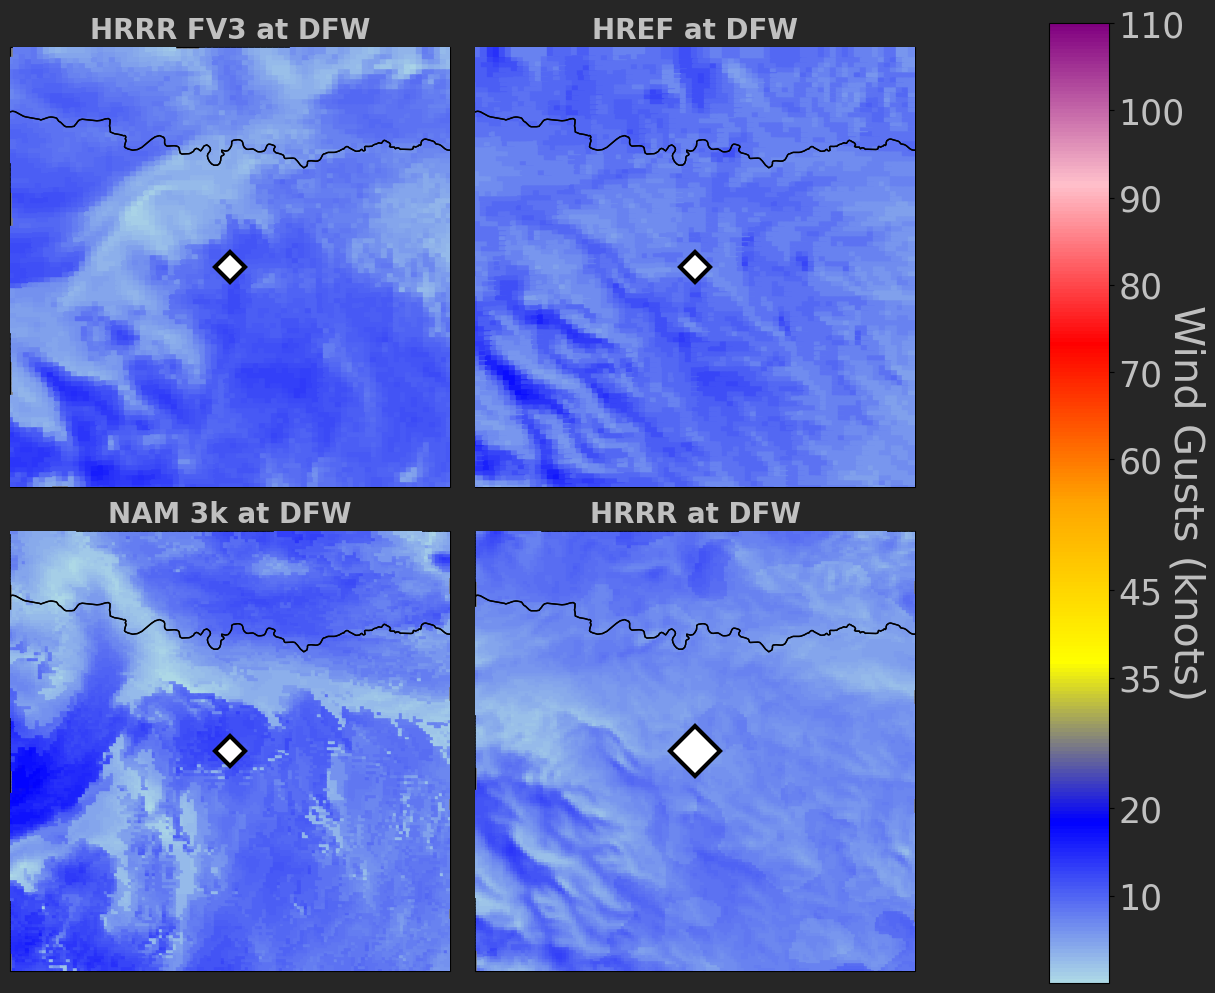 HRRR FV3 at DFW
HREF at DFW
NAM 3k at DFW
HRRR at DFW
110
100
90
80
70
60
45
35
20
10
Wind Gusts (knots)